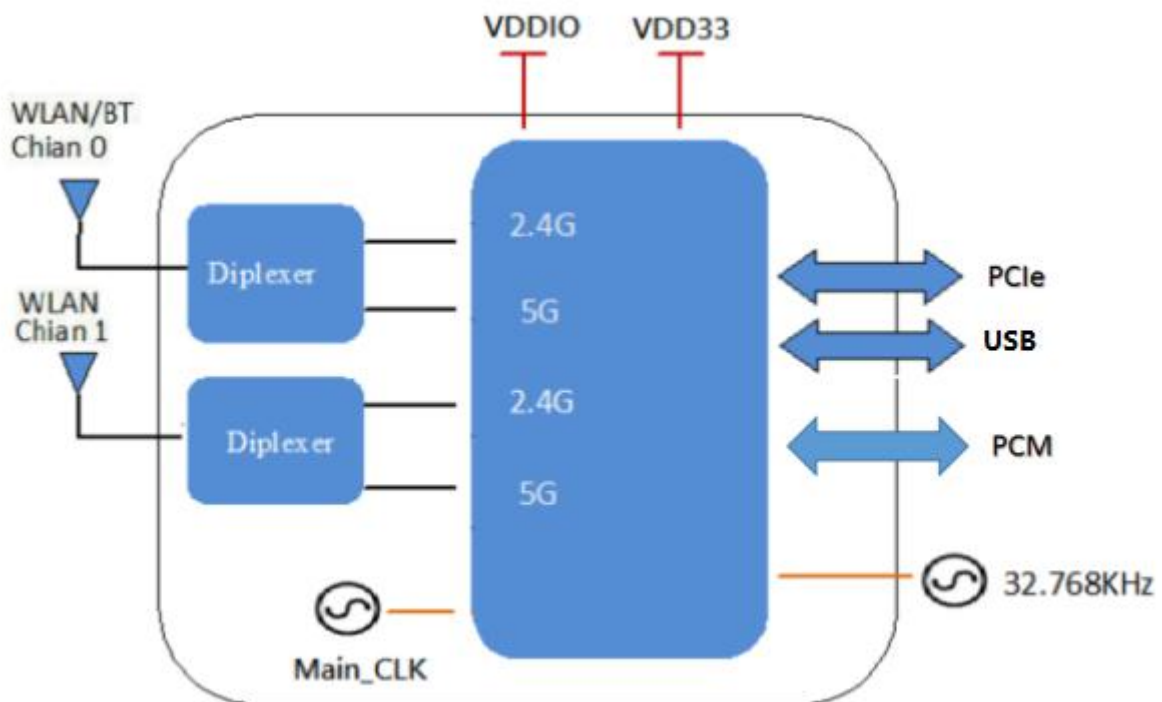 VDDIO
VDD33
WLAN/BT
Chian 0
2.4G
Diplexer
PCIe
WLAN
Chian 1
5G
USB
2.4G
Diplexer
PCM
5G
32.768KHz
Main_CLK